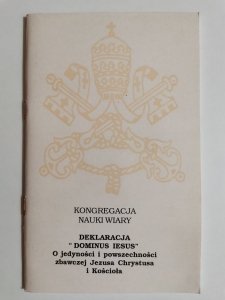 KONGREGACJA
NAUKI WIARY
DEKLARACJA
"DOMINUS IESUS"
O jedyności i powszechności
zbawczej Jezusa Chrystusa
i Kościoła